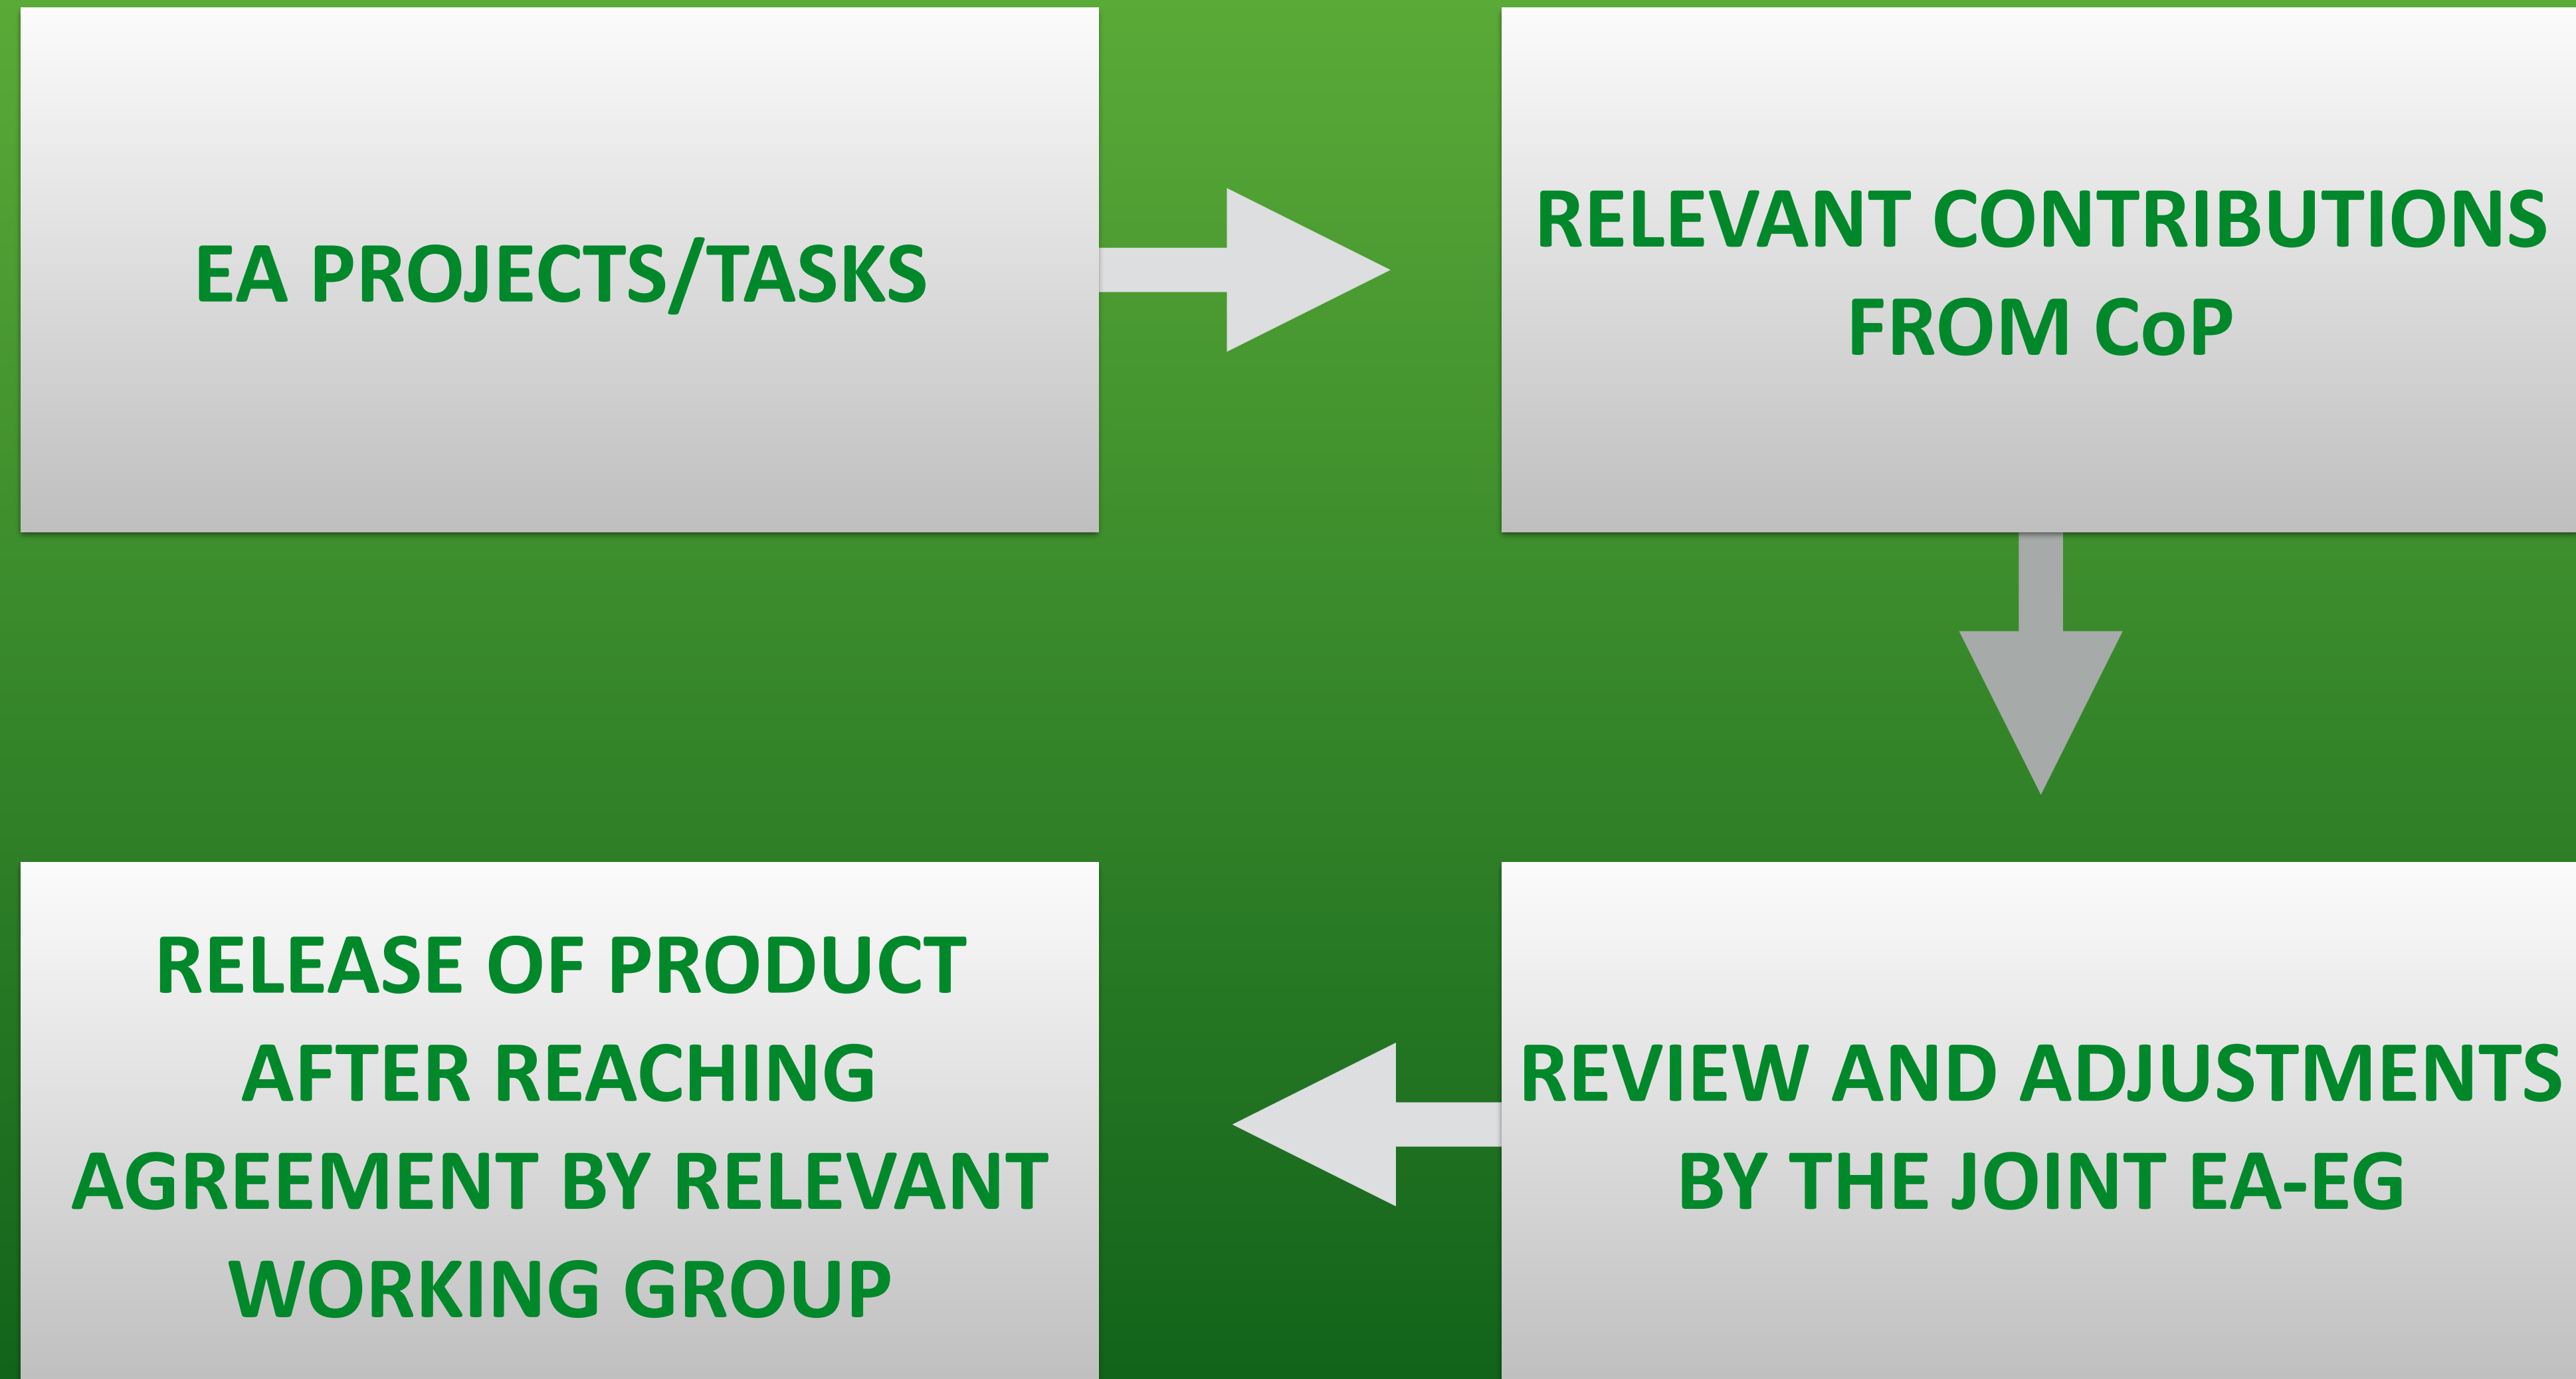 EA PROJECTS/TASKS
RELEVANT CONTRIBUTIONS
FROM CoP
REVIEW AND ADJUSTMENTS
BY THE JOINT EA-EG
RELEASE OF PRODUCT
AFTER REACHING
AGREEMENT BY RELEVANT
WORKING GROUP